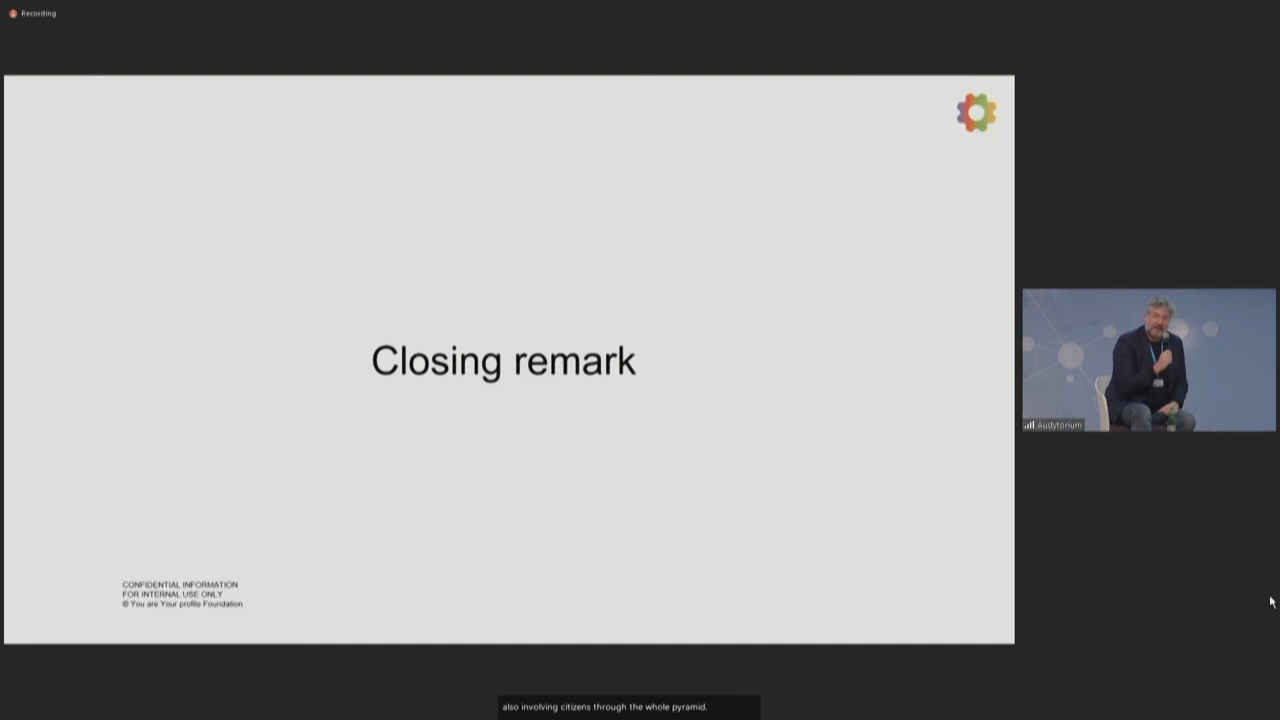 Recording
Closing remark
CONFIDENTIAL INFORMATION
FOR INTERNAL USE ONLY
© You are Your profile Foundation
Audytorium
also involving citizens through the whole pyramid.